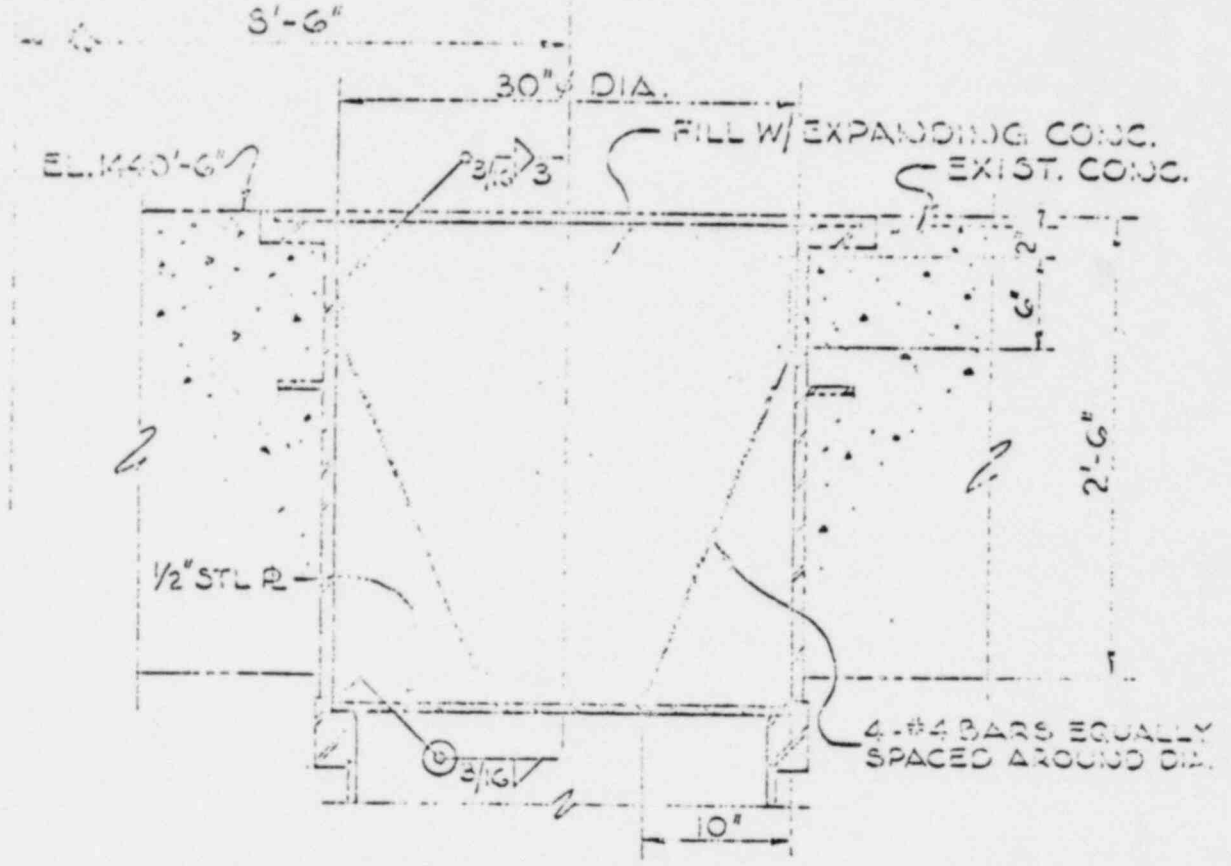 8'-6"
30"⌀ DIA.
FILL W/ EXPANDING CONC.
EL. 1440'-6"
3/16 3
EXIST. CONC.
2"
6"
2'-6"
1/2" STL PL
4-#4 BARS EQUALLY
SPACED AROUND DIA.
3/16
10"